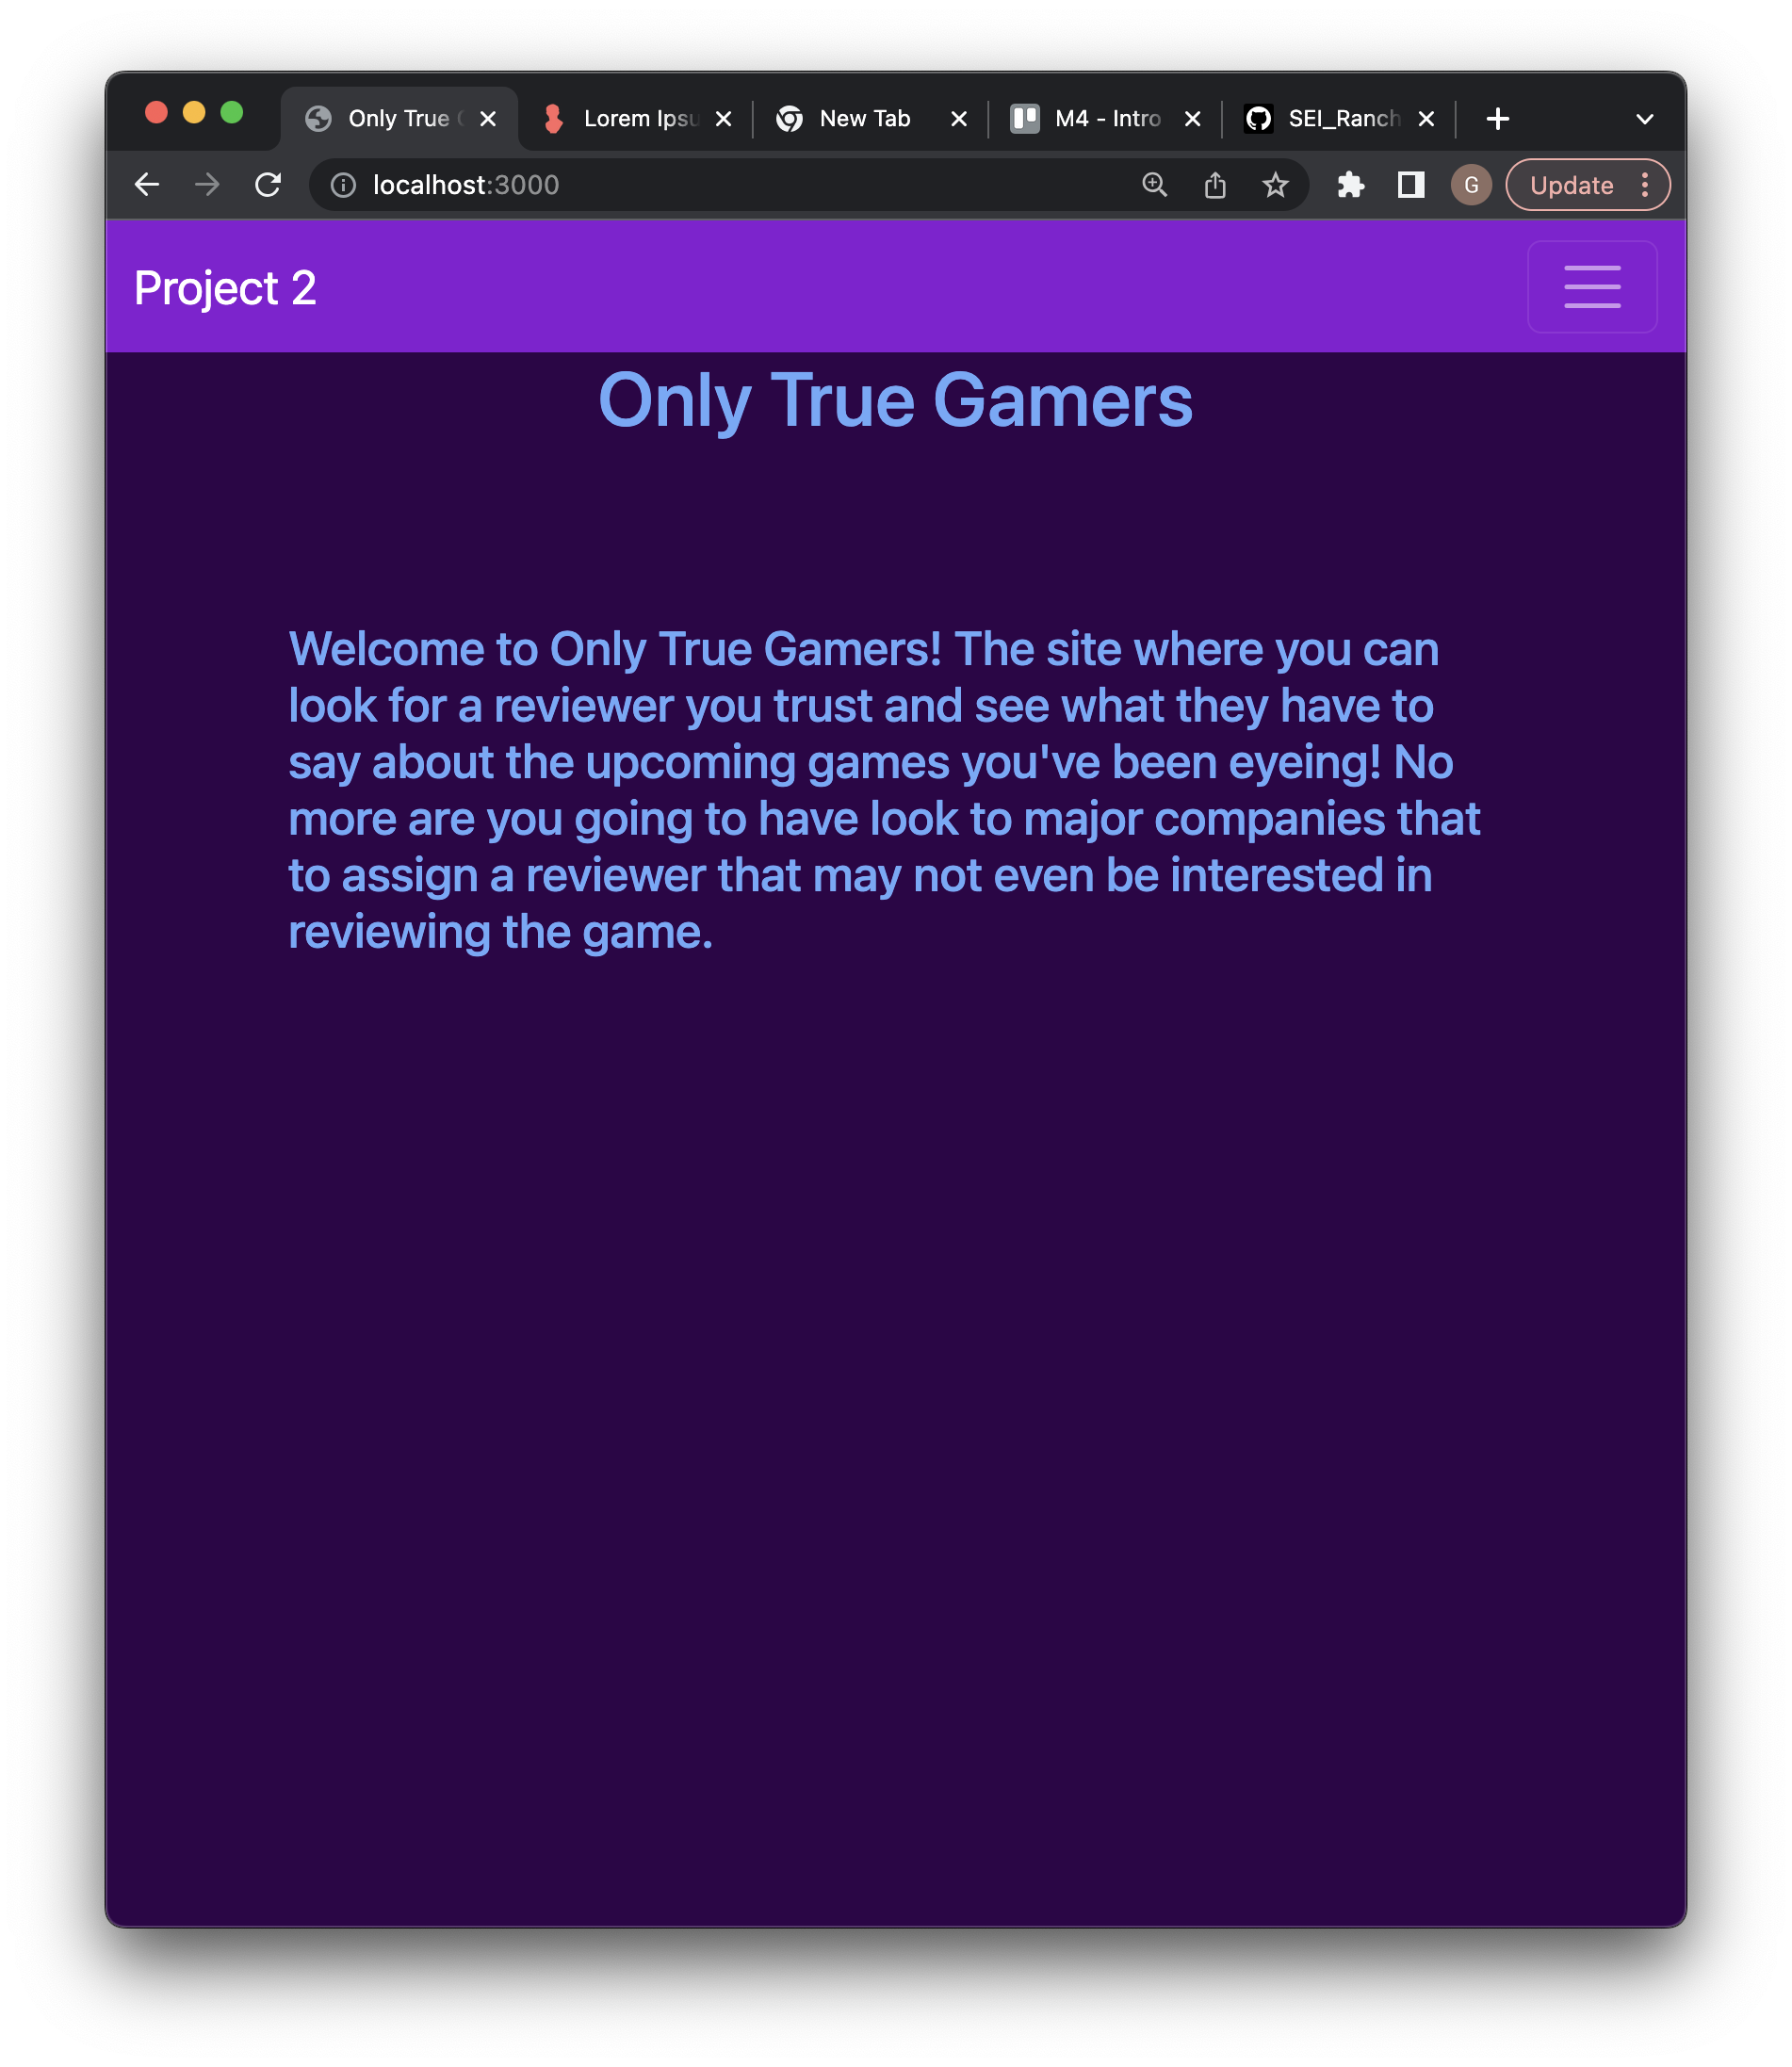 Only True
Lorem Ipsu
New Tab
M4 - Intro
SEI_Ranch
localhost:3000
G
Update
Project 2
Only True Gamers
Welcome to Only True Gamers! The site where you can
look for a reviewer you trust and see what they have to
say about the upcoming games you've been eyeing! No
more are you going to have look to major companies that
to assign a reviewer that may not even be interested in
reviewing the game.